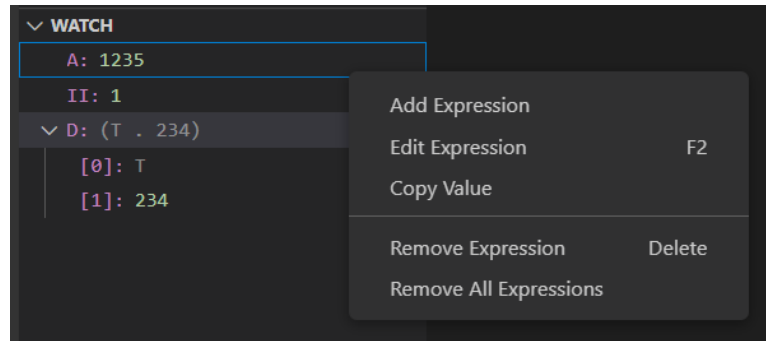 WATCH
A: 1235
II: 1
D: (T . 234)
[0]: T
[1]: 234
Add Expression
Edit Expression F2
Copy Value
Remove Expression Delete
Remove All Expressions